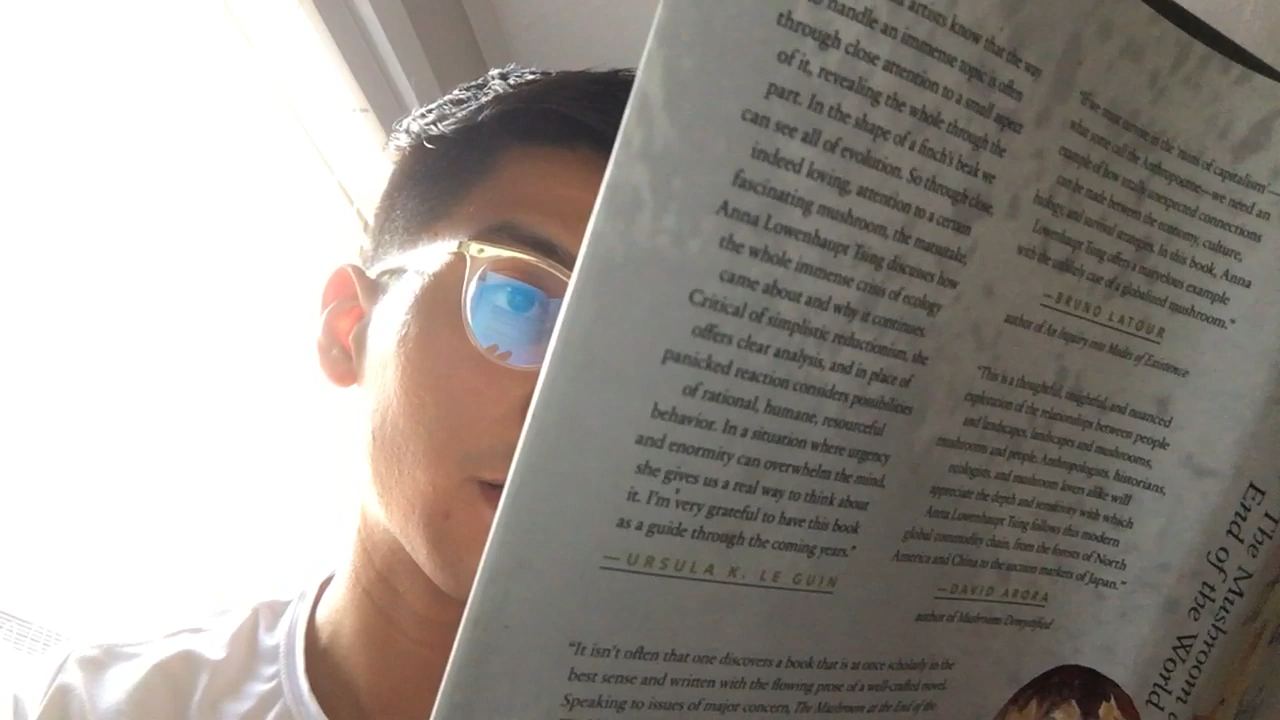 artists know that the way
to handle an immense topic is often
through close attention to a small aspect
of it, revealing the whole through the
part. In the shape of a finch's beak we
can see all of evolution. So through close,
indeed loving, attention to a certain
fascinating mushroom, the matsutake,
Anna Lowenhaupt Tsing discusses how
the whole immense crisis of ecology
came about and why it continues.
Critical of simplistic reductionism, she
offers clear analysis, and in place of
panicked reaction considers possibilities
of rational, humane, resourceful
behavior. In a situation where urgency
and enormity can overwhelm the mind,
she gives us a real way to think about
it. I'm very grateful to have this book
as a guide through the coming years."
—URSULA K. LE GUIN
"It isn't often that one discovers a book that is at once scholarly in the
best sense and written with the flowing prose of a well-crafted novel.
Speaking to issues of major concern, The Mushroom at the End of the
in the 'ruins of capitalism'—
what some call the Anthropocene—we need an
example of how totally unexpected connections
can be made between the economy, culture,
biology, and survival strategies. In this book, Anna
Lowenhaupt Tsing offers a marvelous example
with the unlikely case of a globalized mushroom."
—BRUNO LATOUR
author of An Inquiry into Modes of Existence
"This is a thoughtful, insightful, and nuanced
exploration of the relationships between people
and landscapes, landscapes and mushrooms,
mushrooms and people. Anthropologists, historians,
ecologists, and mushroom lovers alike will
appreciate the depth and sensitivity with which
Anna Lowenhaupt Tsing follows this modern
global commodity chain, from the forests of North
America and China to the auction markets of Japan."
—DAVID ARORA
author of Mushrooms Demystified
The Mushroom
End of the World